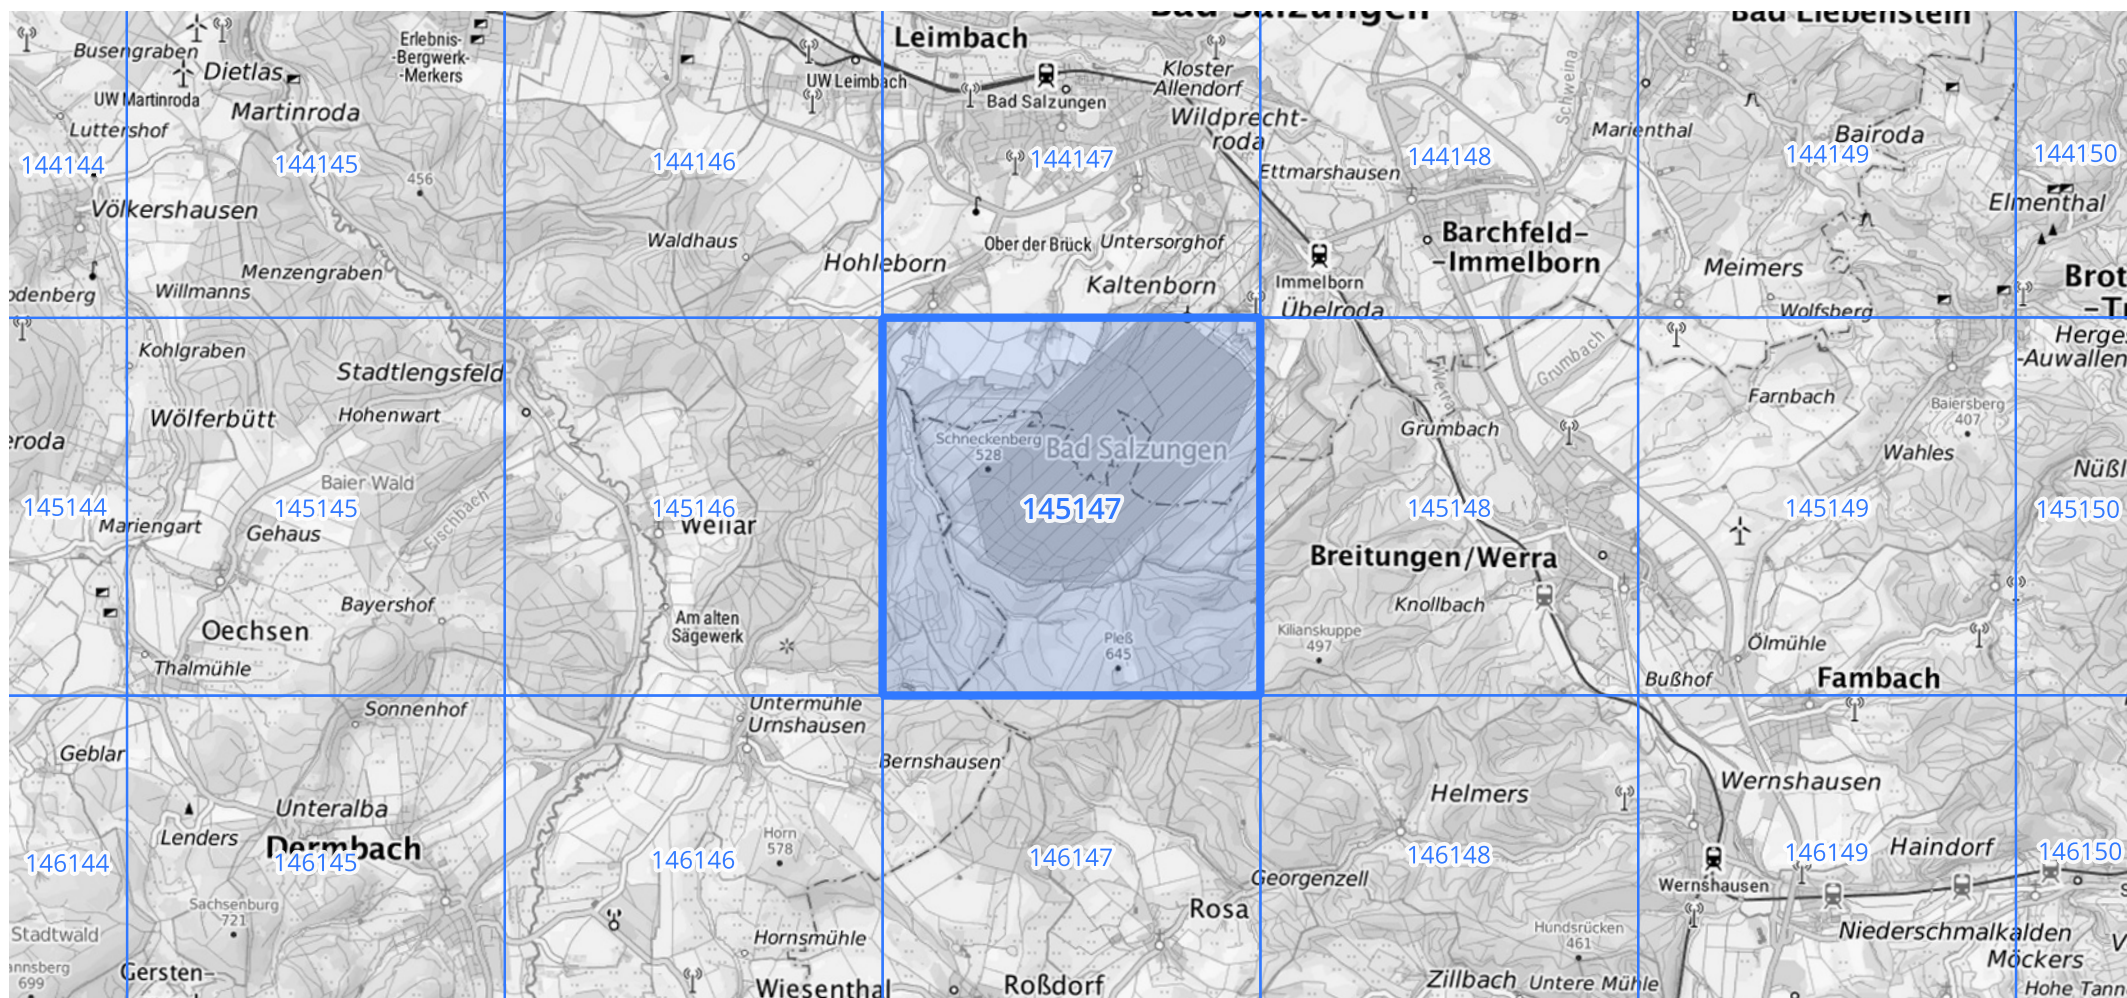 Bad Salzungen
Bad Liebenstein
Busengraben
Dietlas
Erlebnis-
-Bergwerk-
-Merkers
Leimbach
UW Leimbach
Kloster
Allendorf
UW Martinroda
Martinroda
Bad Salzungen
Wildprecht-
roda
Schweina
Luttershof
Marienthal
Bairoda
144144
144145
144146
144147
144148
144149
144150
456
Ettmarshausen
Völkershausen
Elmenthal
Waldhaus
Ober der Brück
Untersorghof
Barchfeld-
-Immelborn
Hohleborn
Menzengraben
Willmanns
Kaltenborn
Immelborn
Meimers
Übelroda
Wolfsberg
Kohlgraben
Stadtlengsfeld
Wölferbütt
Hohenwart
Schneckenberg
528
Bad Salzungen
Werra
Grumbach
Grumbach
Farnbach
Baiersberg
407
Wahles
Baier Wald
Fischbach
145144
145145
145146
145147
145148
145149
145150
Mariengart
Gehaus
Weilar
Breitungen/Werra
Bayershof
Am alten
Sägewerk
Knollbach
Oechsen
Pleß
645
Kilianskuppe
497
Ölmühle
Thalmühle
Bußhof
Fambach
Sonnenhof
Untermühle
Urnshausen
Geblar
Bernshausen
Helmers
Wernshausen
Unteralba
Lenders
Dermbach
Horn
578
Haindorf
146144
146145
146146
146147
146148
146149
146150
Georgenzell
Wernshausen
Sachsenburg
721
Rosa
Stadtwald
Hornsmühle
Hundsrücken
461
Niederschmalkalden
Möckers
Gersten-
699
Wiesenthal
Roßdorf
Zillbach
Untere Mühle